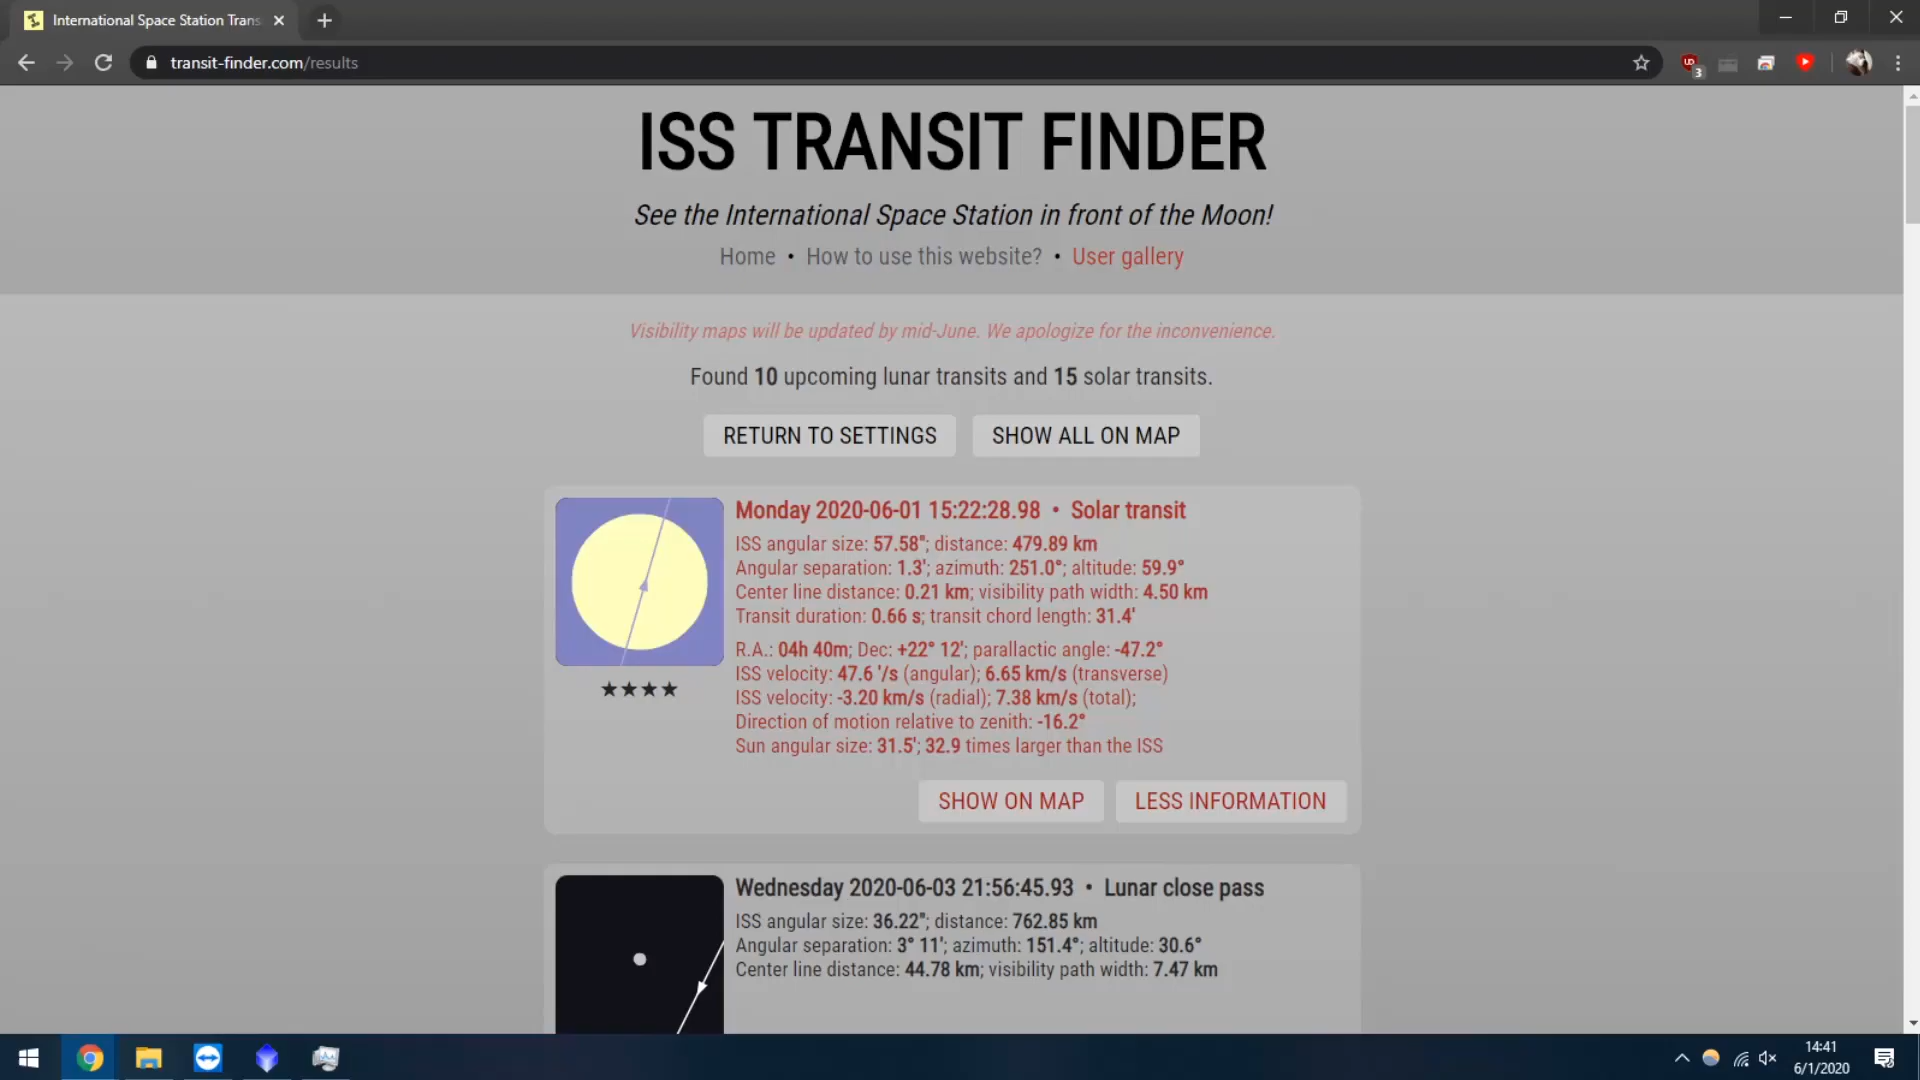 International Space Station Trans
transit-finder.com/results
3
ISS TRANSIT FINDER
See the International Space Station in front of the Moon!
Home • How to use this website? • User gallery
Visibility maps will be updated by mid-June. We apologize for the inconvenience.
Found 10 upcoming lunar transits and 15 solar transits.
RETURN TO SETTINGS SHOW ALL ON MAP
Monday 2020-06-01 15:22:28.98 • Solar transit
ISS angular size: 57.58"; distance: 479.89 km
Angular separation: 1.3'; azimuth: 251.0°; altitude: 59.9°
Center line distance: 0.21 km; visibility path width: 4.50 km
Transit duration: 0.66 s; transit chord length: 31.4'
R.A.: 04h 40m; Dec: +22° 12'; parallactic angle: -47.2°
ISS velocity: 47.6 '/s (angular); 6.65 km/s (transverse)
ISS velocity: -3.20 km/s (radial); 7.38 km/s (total);
Direction of motion relative to zenith: -16.2°
Sun angular size: 31.5'; 32.9 times larger than the ISS
★★★★
SHOW ON MAP LESS INFORMATION
Wednesday 2020-06-03 21:56:45.93 • Lunar close pass
ISS angular size: 36.22"; distance: 762.85 km
Angular separation: 3° 11'; azimuth: 151.4°; altitude: 30.6°
Center line distance: 44.78 km; visibility path width: 7.47 km
14:41
6/1/2020